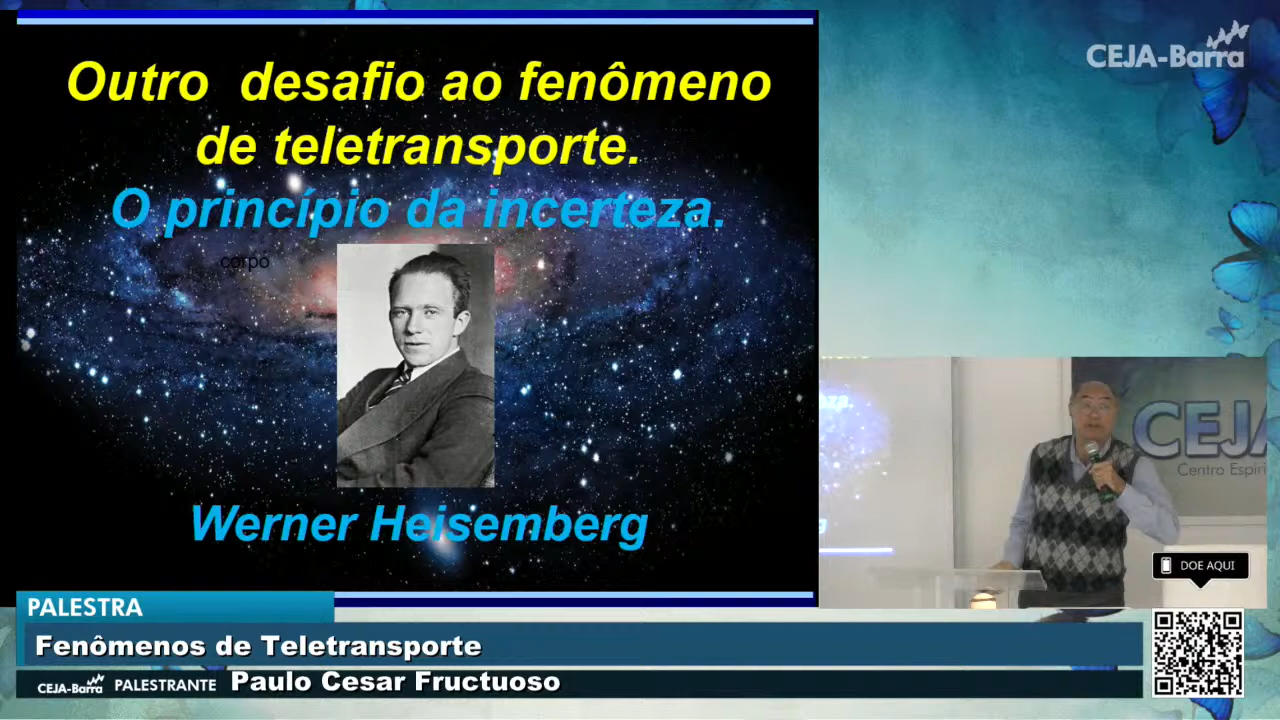 Outro desafio ao fenômeno
de teletransporte.
O princípio da incerteza.
corpo
Werner Heisemberg
CEJA-Barra
CEJA
Centro Espiri
DOE AQUI
PALESTRA
Fenômenos de Teletransporte
CEJA-Barra PALESTRANTE Paulo Cesar Fructuoso